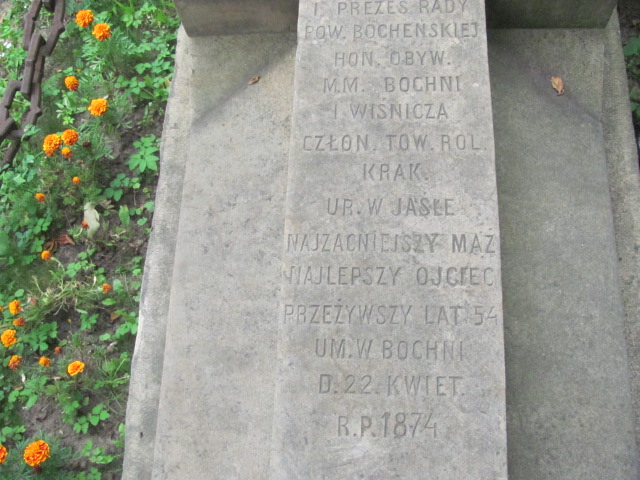 I PREZES RADY
POW. BOCHEŃSKIEJ
HON. OBYW.
M.M. BOCHNI
I WIŚNICZA
CZŁON. TOW. ROL.
KRAK.
UR. W JAŚLE
NAJZACNIEJSZY MĄŻ
NAJLEPSZY OJCIEC
PRZEŻYWSZY LAT 54
UM. W BOCHNI
D. 22. KWIET.
R.P. 1874